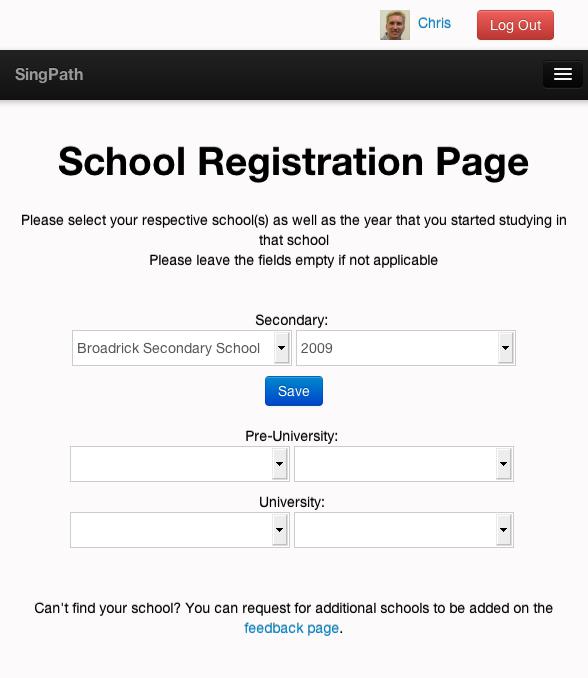 Chris
Log Out
SingPath
School Registration Page
Please select your respective school(s) as well as the year that you started studying in
that school
Please leave the fields empty if not applicable
Secondary:
Broadrick Secondary School 2009
Save
Pre-University:
University:
Can't find your school? You can request for additional schools to be added on the
feedback page.